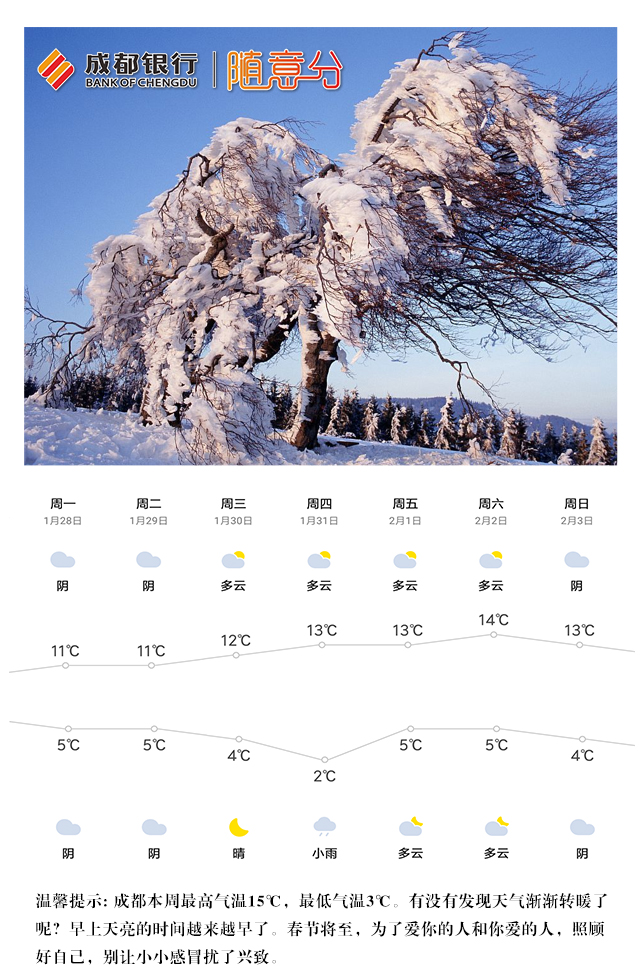 成都银行 随意分
BANK OF CHENGDU
周一 周二 周三 周四 周五 周六 周日
1月28日 1月29日 1月30日 1月31日 2月1日 2月2日 2月3日
阴 阴 多云 多云 多云 多云 阴
11℃ 11℃ 12℃ 13℃ 13℃ 14℃ 13℃
5℃ 5℃ 4℃ 2℃ 5℃ 5℃ 4℃
阴 阴 晴 小雨 多云 多云 阴
温馨提示: 成都本周最高气温15℃，最低气温3℃。有没有发现天气渐渐转暖了
呢？早上天亮的时间越来越早了。春节将至，为了爱你的人和你爱的人，照顾
好自己，别让小小感冒扰了兴致。